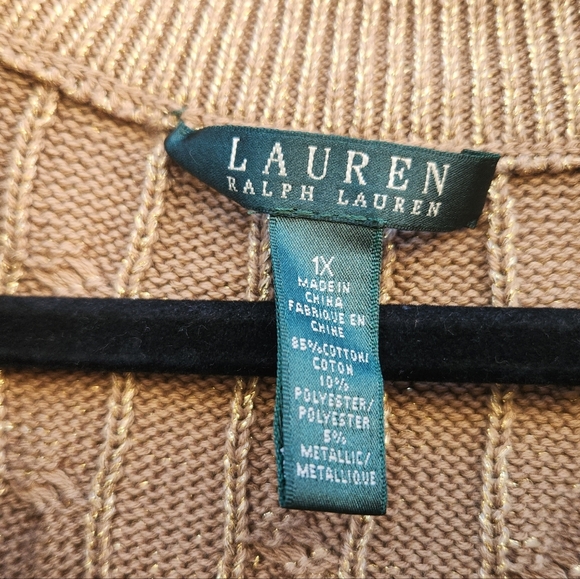 LAUREN
RALPH LAUREN
1X
MADE IN
CHINA
FABRIQUE EN
CHINE
85% COTTON/
COTON
10%
POLYESTER/
POLYESTER
5%
METALLIC/
METALLIQUE